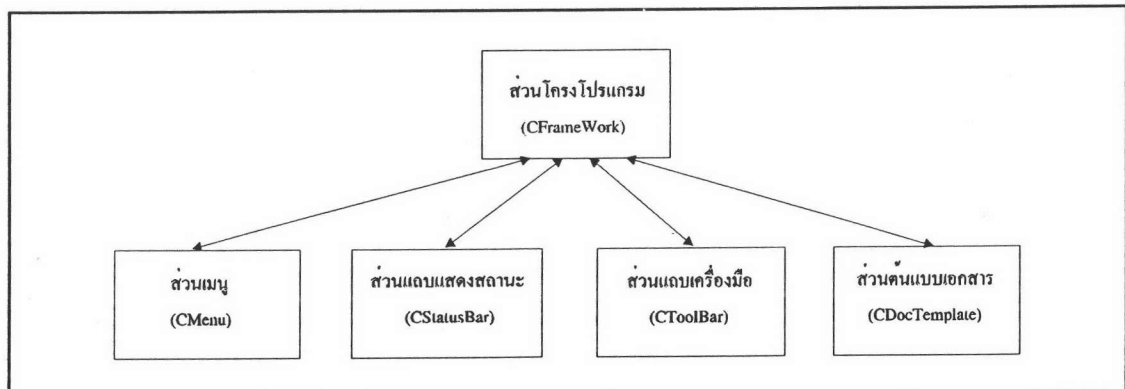 ส่วนโครงโปรแกรม
(CFrameWork)
ส่วนเมนู
(CMenu)
ส่วนแถบแสดงสถานะ
(CStatusBar)
ส่วนแถบเครื่องมือ
(CToolBar)
ส่วนต้นแบบเอกสาร
(CDocTemplate)